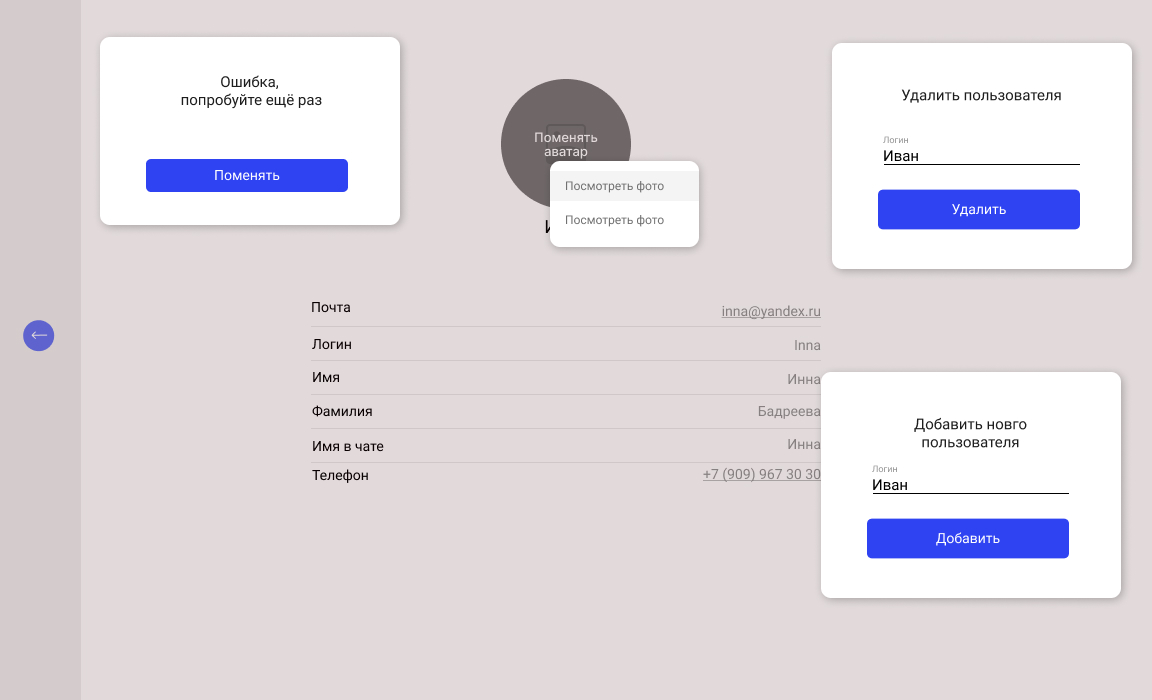 Ошибка,
попробуйте ещё раз
Поменять
Поменять
аватар
Посмотреть фото
Посмотреть фото
Удалить пользователя
Логин
Иван
Удалить
Почта inna@yandex.ru
Логин Inna
Имя Инна
Фамилия Бадреева
Имя в чате Инна
Телефон +7 (909) 967 30 30
Добавить новго
пользователя
Логин
Иван
Добавить